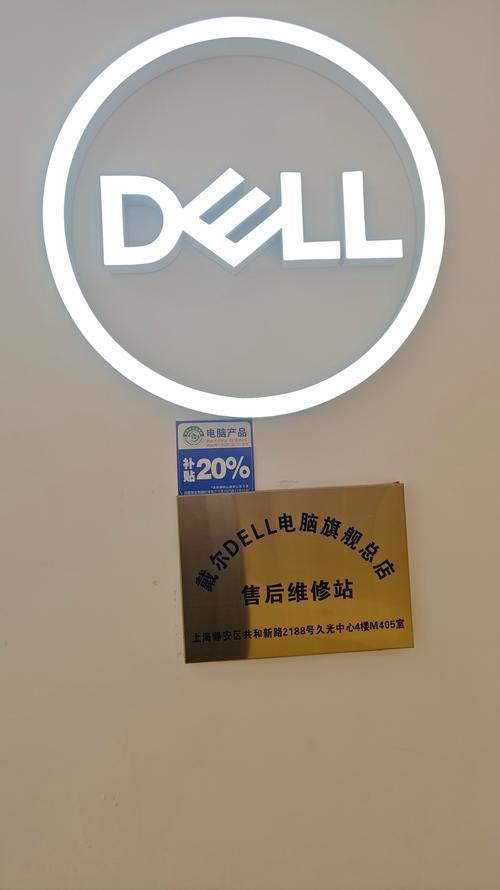 DELL
电脑产品
补贴20%
戴尔DELL电脑旗舰总店
售后维修站
上海静安区共和新路2188号久光中心4楼M405室